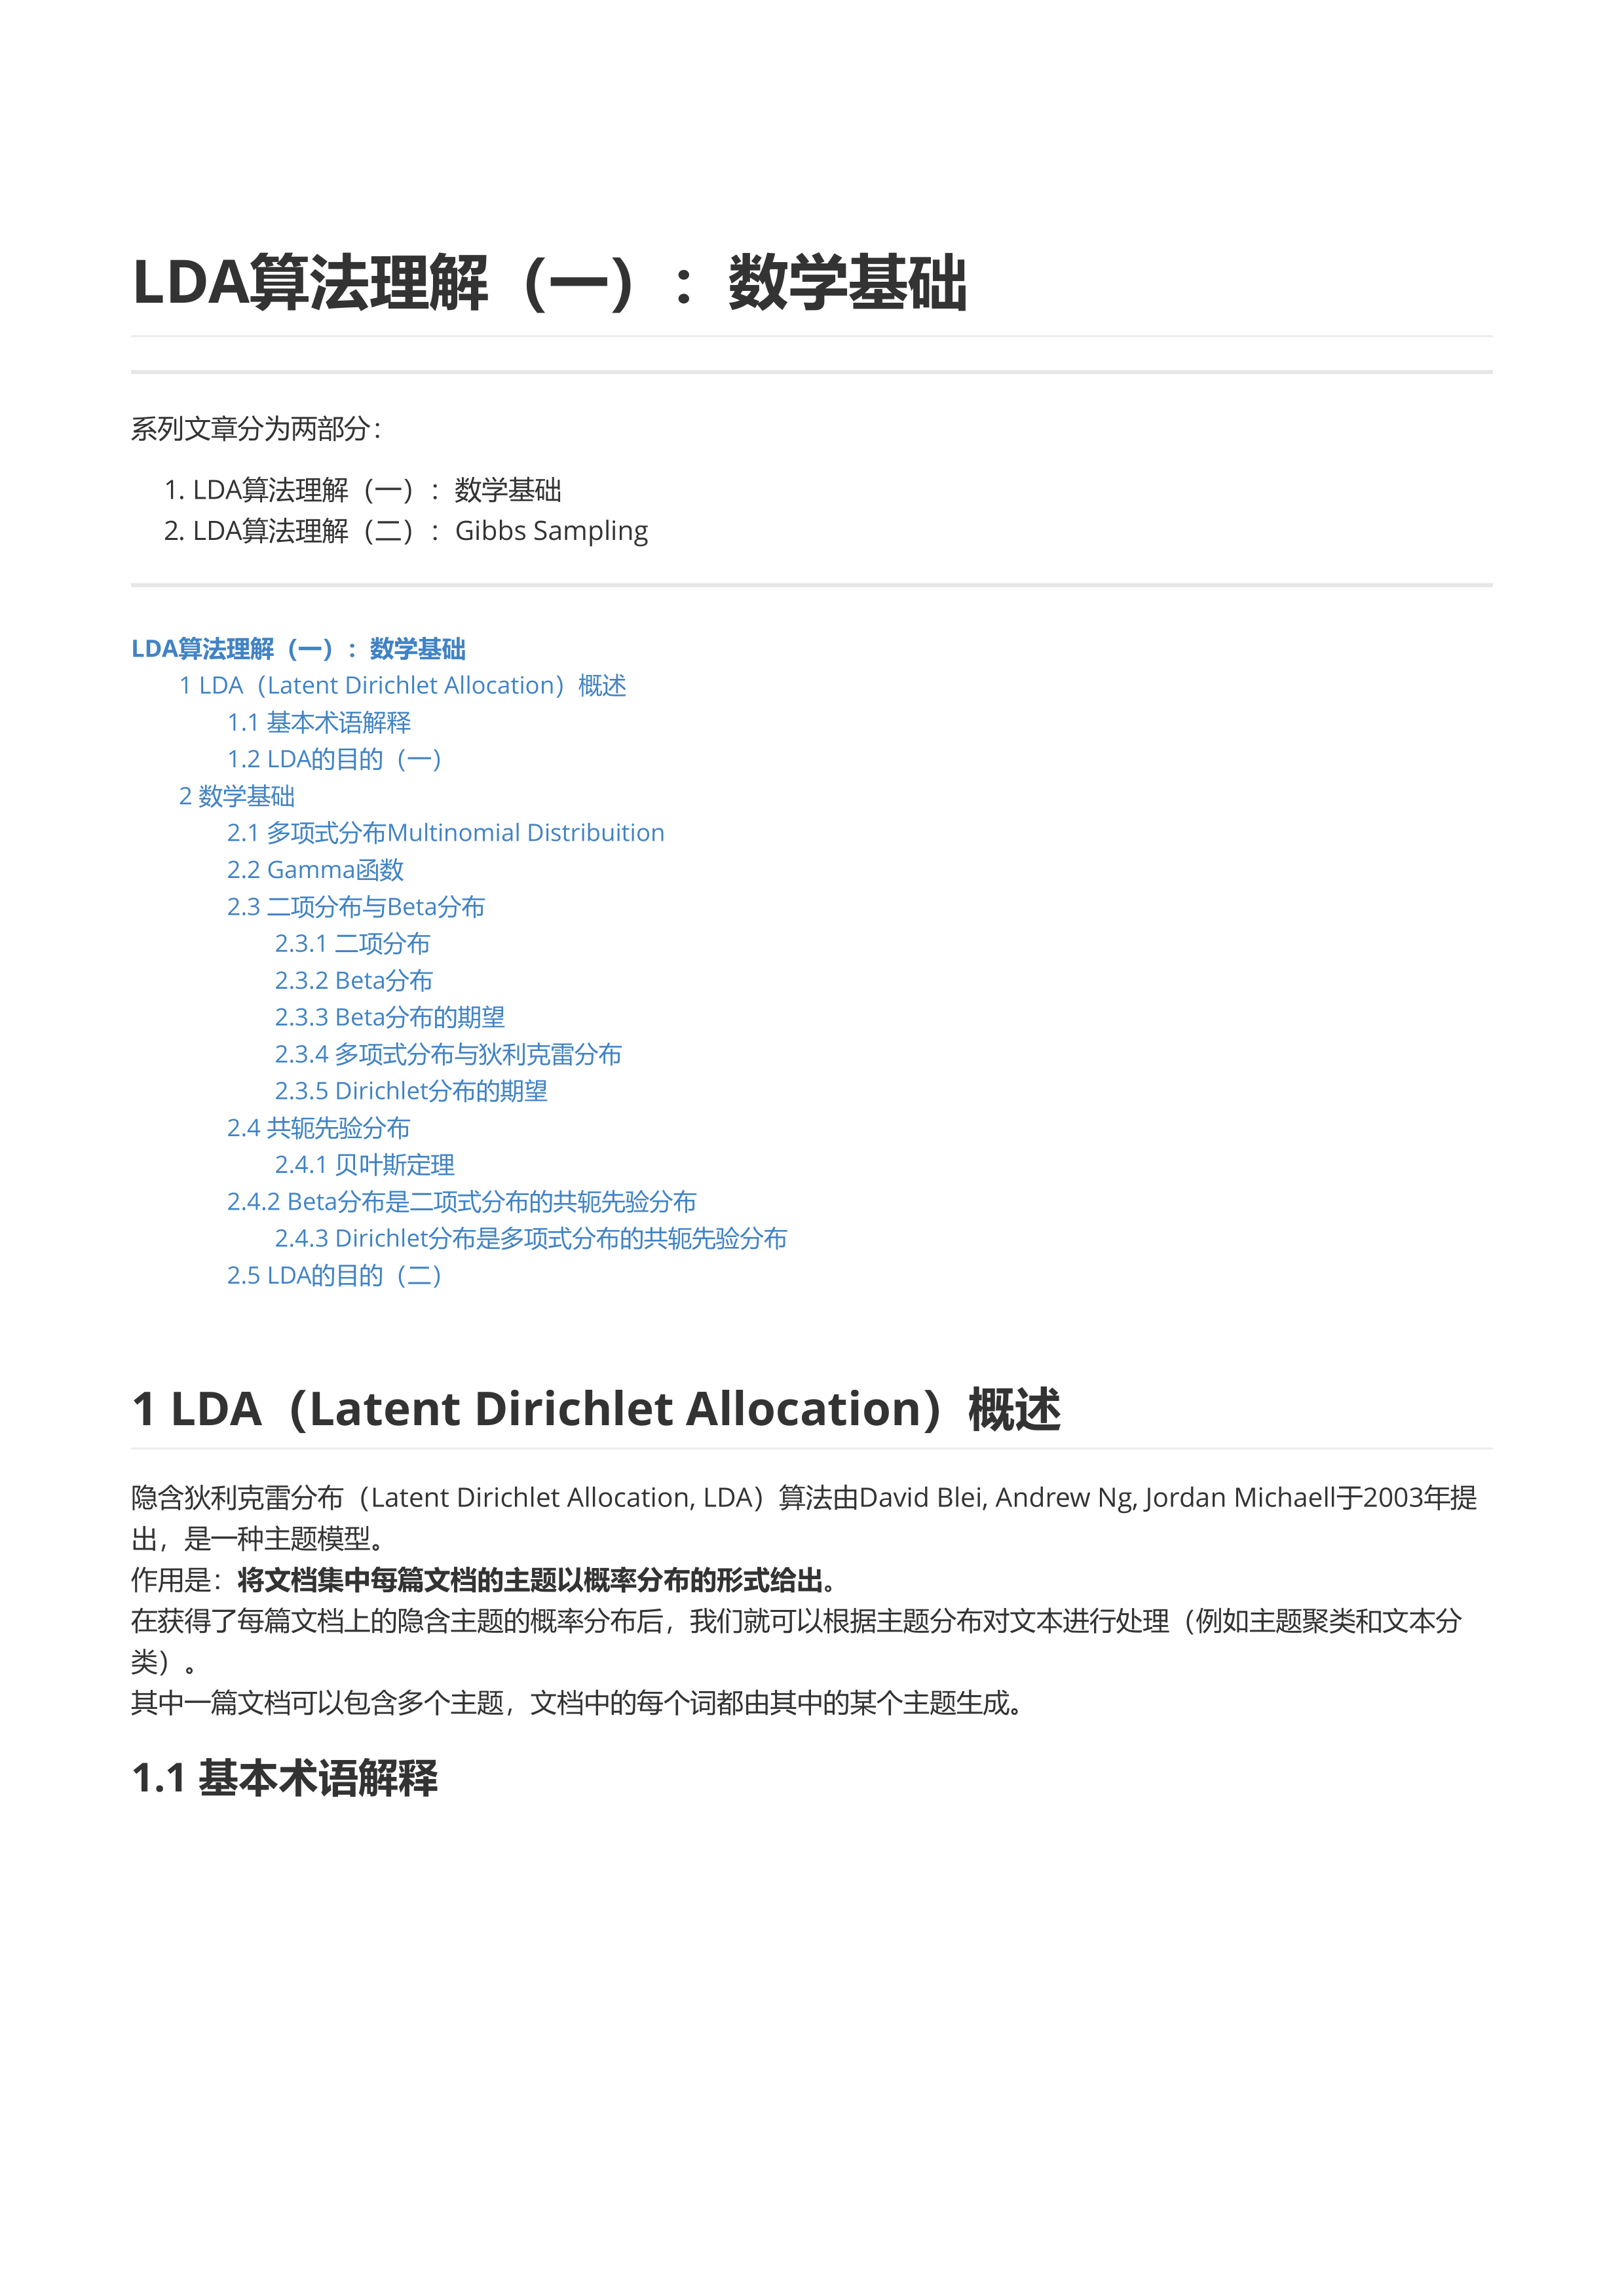 LDA算法理解（一）：数学基础
系列文章分为两部分：
1. LDA算法理解（一）：数学基础
2. LDA算法理解（二）：Gibbs Sampling
LDA算法理解（一）：数学基础
1 LDA（Latent Dirichlet Allocation）概述
1.1 基本术语解释
1.2 LDA的目的（一）
2 数学基础
2.1 多项式分布Multinomial Distribuition
2.2 Gamma函数
2.3 二项分布与Beta分布
2.3.1 二项分布
2.3.2 Beta分布
2.3.3 Beta分布的期望
2.3.4 多项式分布与狄利克雷分布
2.3.5 Dirichlet分布的期望
2.4 共轭先验分布
2.4.1 贝叶斯定理
2.4.2 Beta分布是二项式分布的共轭先验分布
2.4.3 Dirichlet分布是多项式分布的共轭先验分布
2.5 LDA的目的（二）
1 LDA（Latent Dirichlet Allocation）概述
隐含狄利克雷分布（Latent Dirichlet Allocation, LDA）算法由David Blei, Andrew Ng, Jordan Michaell于2003年提
出，是一种主题模型。
作用是：将文档集中每篇文档的主题以概率分布的形式给出。
在获得了每篇文档上的隐含主题的概率分布后，我们就可以根据主题分布对文本进行处理（例如主题聚类和文本分
类）。
其中一篇文档可以包含多个主题，文档中的每个词都由其中的某个主题生成。
1.1 基本术语解释